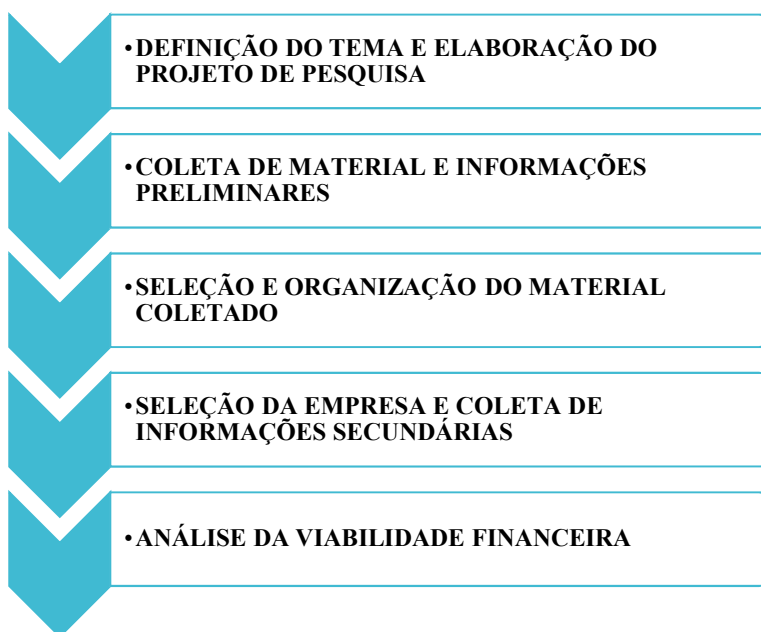 •DEFINIÇÃO DO TEMA E ELABORAÇÃO DO
PROJETO DE PESQUISA
•COLETA DE MATERIAL E INFORMAÇÕES
PRELIMINARES
•SELEÇÃO E ORGANIZAÇÃO DO MATERIAL
COLETADO
•SELEÇÃO DA EMPRESA E COLETA DE
INFORMAÇÕES SECUNDÁRIAS
•ANÁLISE DA VIABILIDADE FINANCEIRA